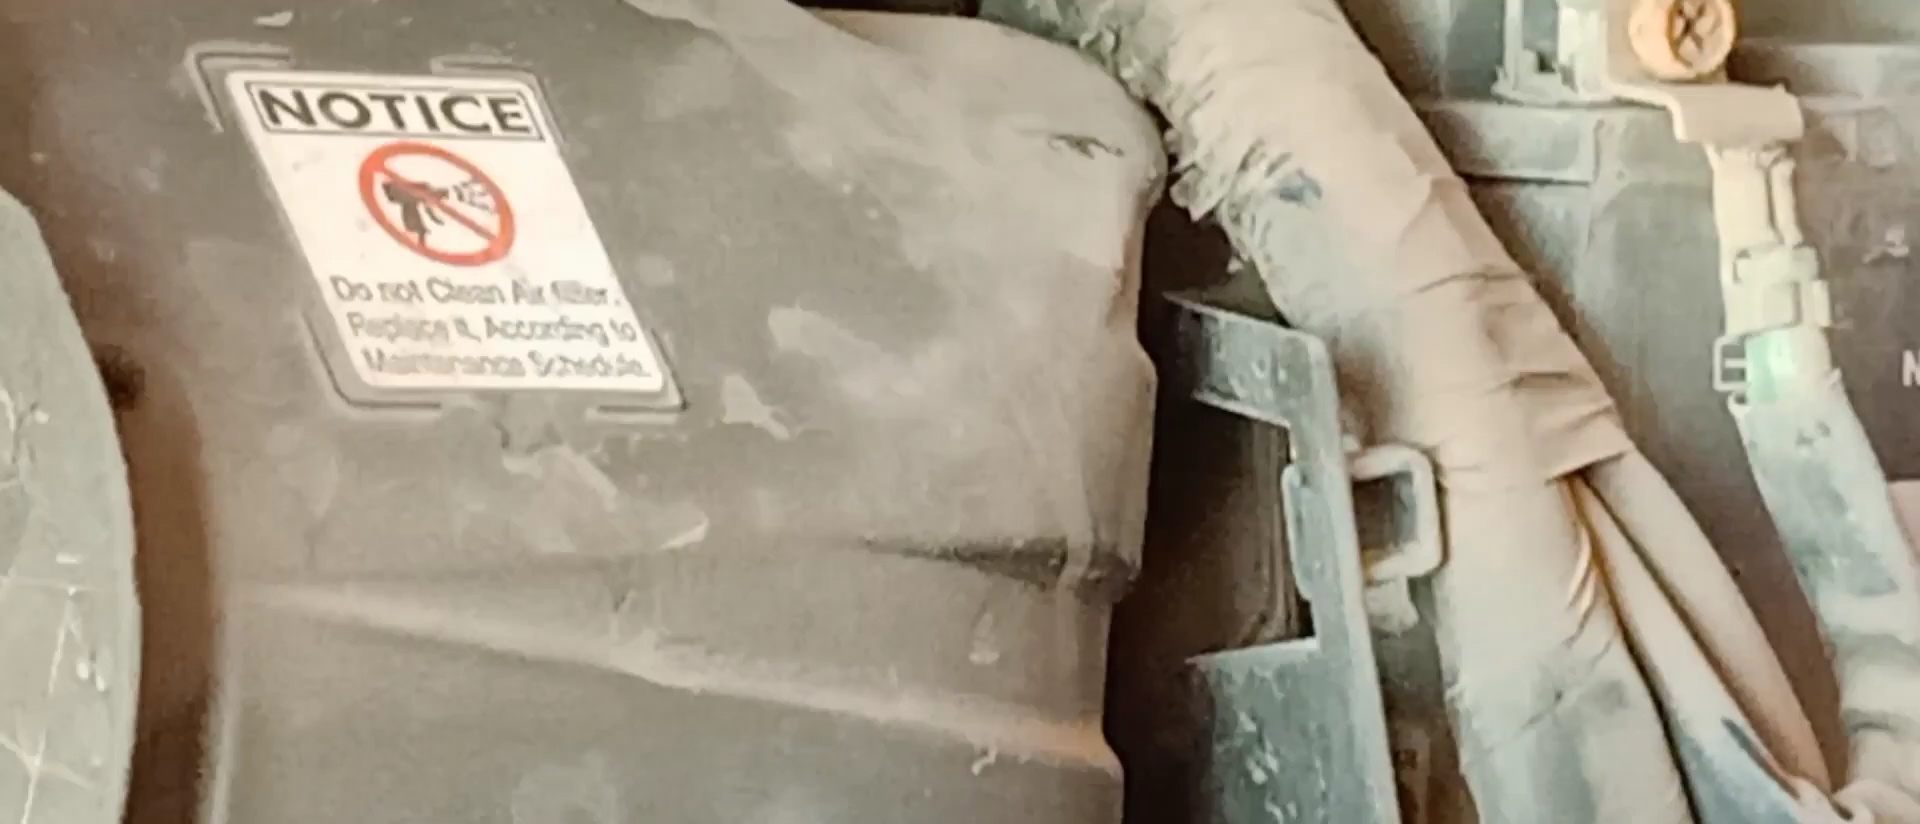 NOTICE
Do not Clean Air filter.
Replace it, According to
Maintenance Schedule.
N